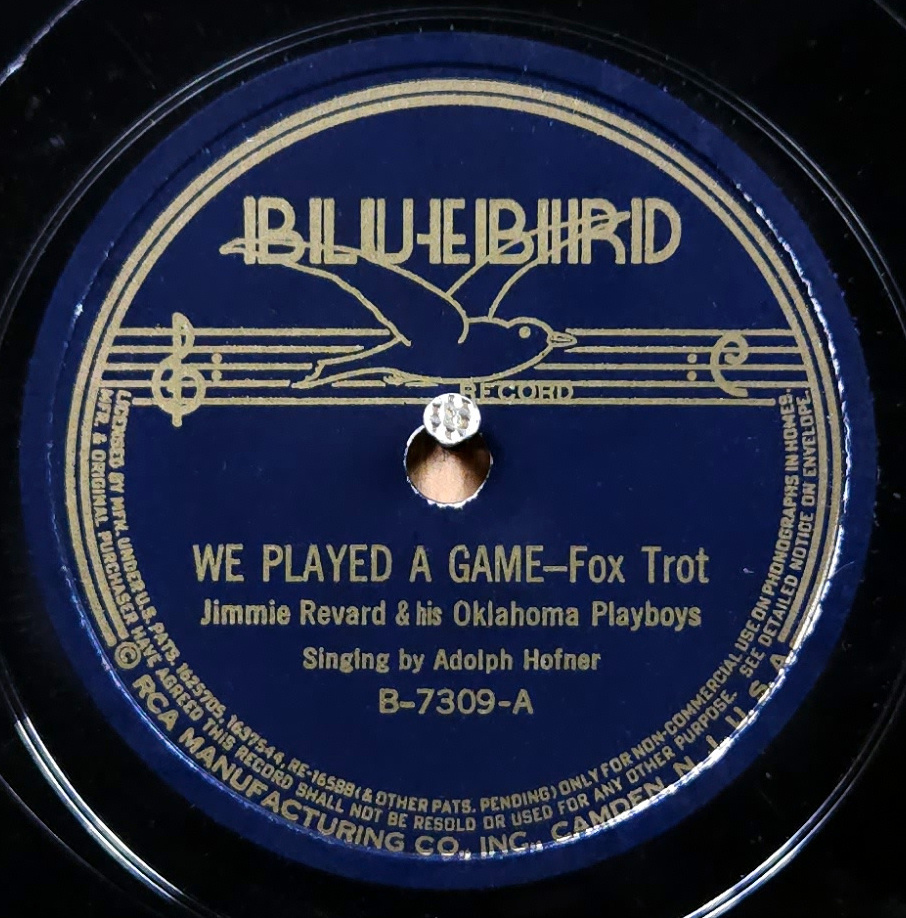 BLUEBIRD
RECORD
WE PLAYED A GAME–Fox Trot
Jimmie Revard & his Oklahoma Playboys
Singing by Adolph Hofner
B-7309-A
LICENSED BY MFR. UNDER U.S. PATS. 1625705, 1637544, RE-16588 (& OTHER PATS. PENDING) ONLY FOR NON-COMMERCIAL USE ON PHONOGRAPHS IN HOMES.
MFR. & ORIGINAL PURCHASER HAVE AGREED THIS RECORD SHALL NOT BE RESOLD OR USED FOR ANY OTHER PURPOSE. SEE DETAILED NOTICE ON ENVELOPE.
© RCA MANUFACTURING CO., INC., CAMDEN, N.J., U.S.A.